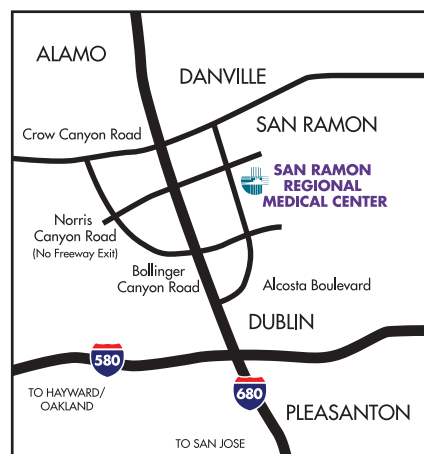 ALAMO
DANVILLE
Crow Canyon Road
SAN RAMON
SAN RAMON
REGIONAL
MEDICAL CENTER
Norris
Canyon Road
(No Freeway Exit)
Bollinger
Canyon Road
Alcosta Boulevard
DUBLIN
580
TO HAYWARD/
OAKLAND
680
PLEASANTON
TO SAN JOSE